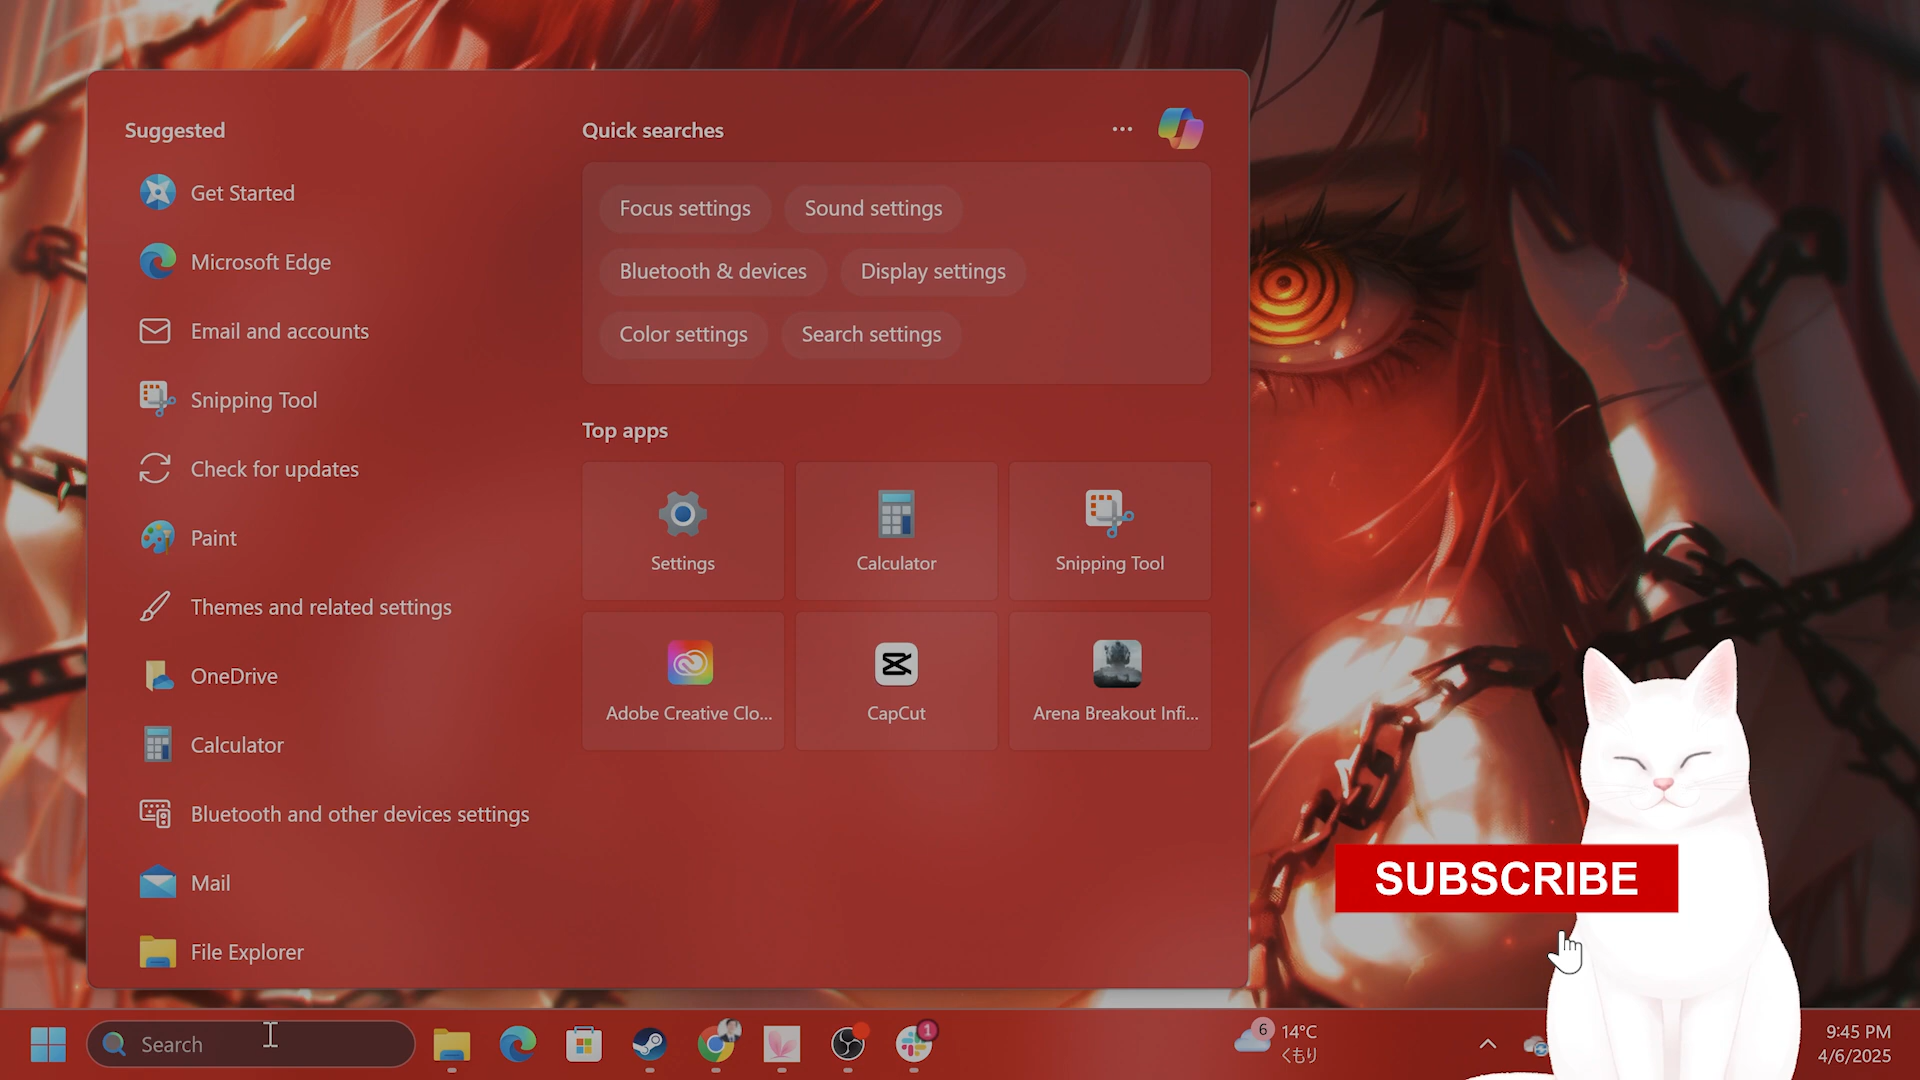 Suggested
Get Started
Microsoft Edge
Email and accounts
Snipping Tool
Check for updates
Paint
Themes and related settings
OneDrive
Calculator
Bluetooth and other devices settings
Mail
File Explorer
Quick searches
Focus settings
Sound settings
Bluetooth & devices
Display settings
Color settings
Search settings
Top apps
Settings
Calculator
Snipping Tool
Adobe Creative Clo...
CapCut
Arena Breakout Infi...
SUBSCRIBE
Search
1
6
14°C
くもり
9:45 PM
4/6/2025